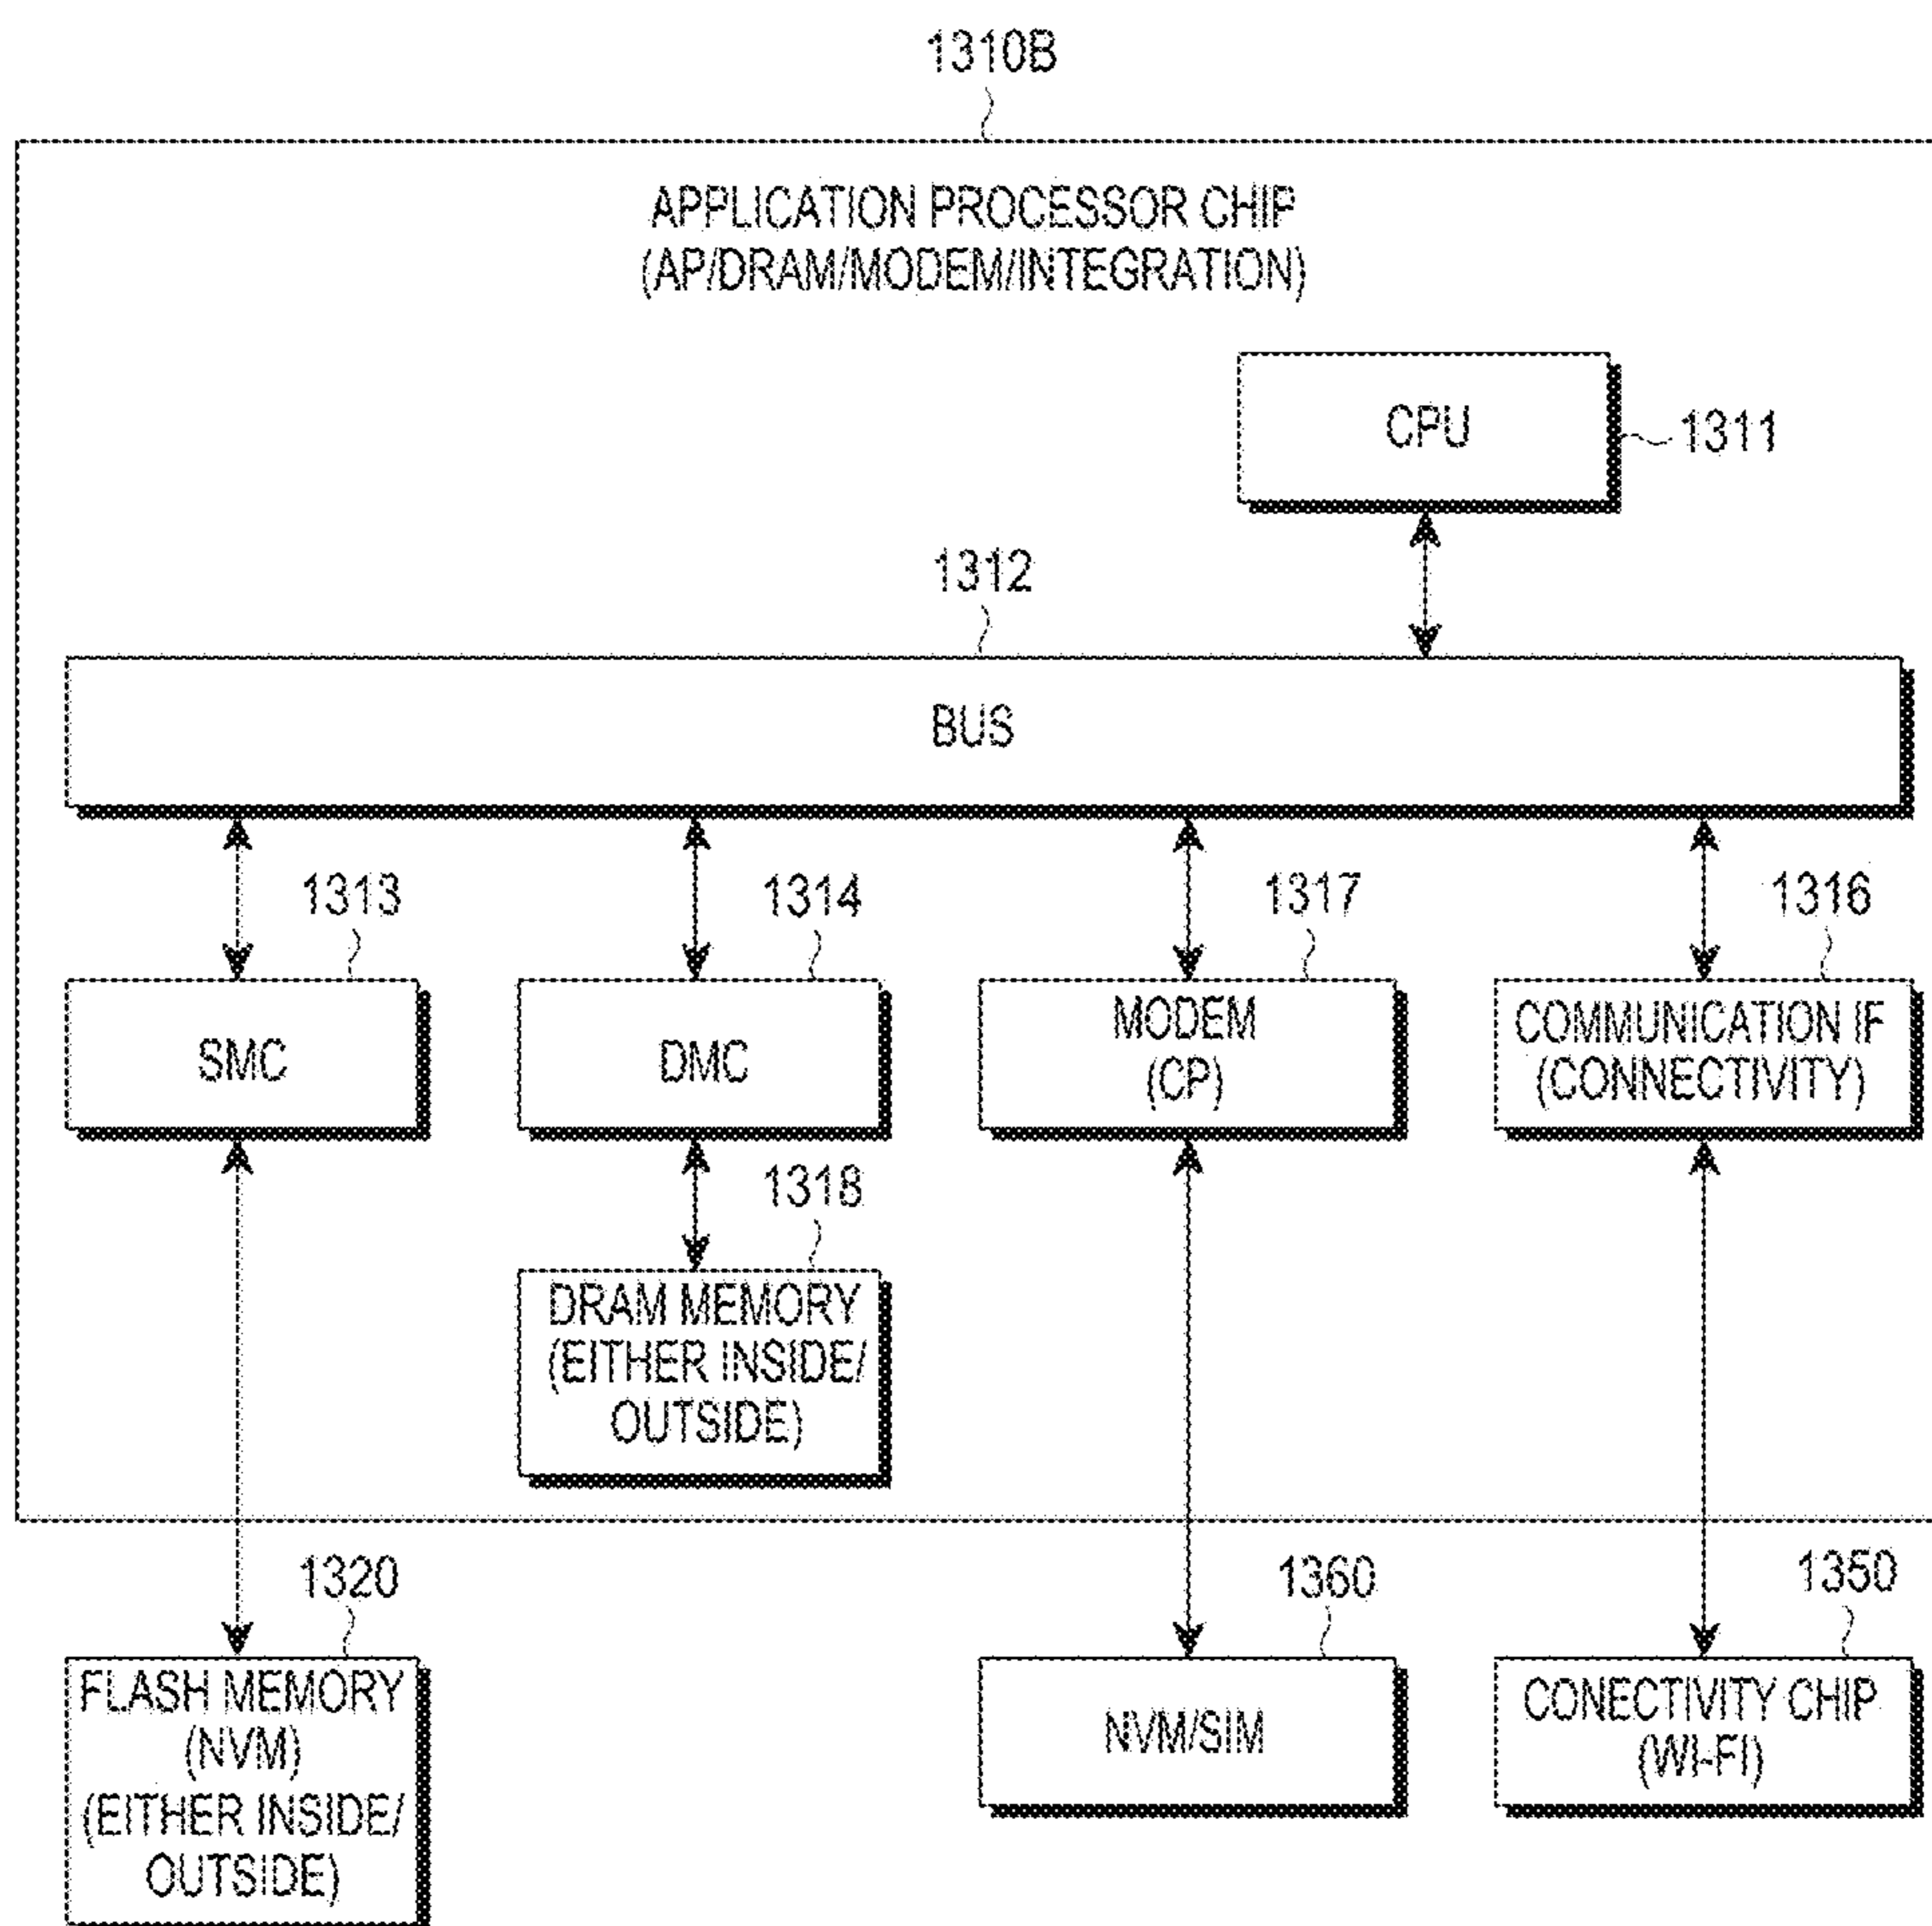 1310B
APPLICATION PROCESSOR CHIP
(AP/DRAM/MODEM/INTEGRATION)
CPU
1311
1312
BUS
1313
1314
1317
1316
SMC
DMC
MODEM
(CP)
COMMUNICATION IF
(CONNECTIVITY)
1318
DRAM MEMORY
(EITHER INSIDE/
OUTSIDE)
1320
1360
1350
FLASH MEMORY
(NVM)
(EITHER INSIDE/
OUTSIDE)
NVM/SIM
CONECTIVITY CHIP
(WI-FI)